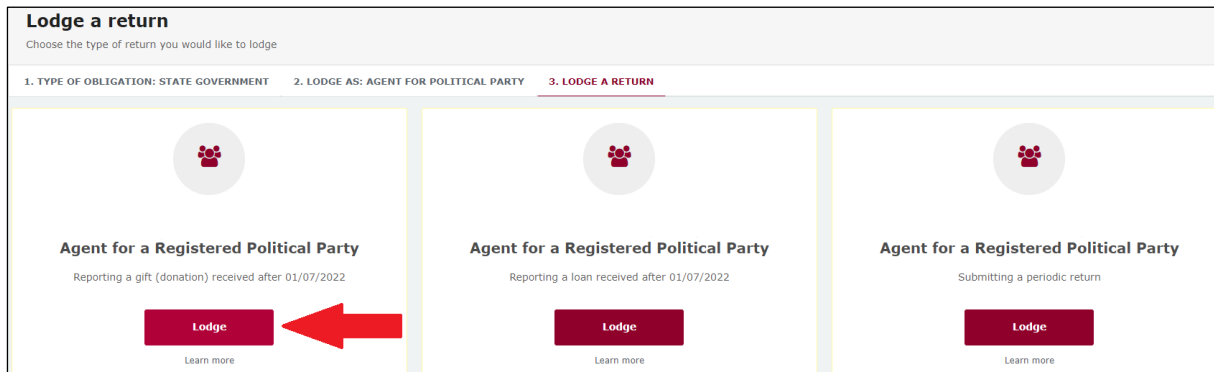 Lodge a return
Choose the type of return you would like to lodge
1. TYPE OF OBLIGATION: STATE GOVERNMENT 2. LODGE AS: AGENT FOR POLITICAL PARTY 3. LODGE A RETURN
Agent for a Registered Political Party
Reporting a gift (donation) received after 01/07/2022
Lodge
Learn more
Agent for a Registered Political Party
Reporting a loan received after 01/07/2022
Lodge
Learn more
Agent for a Registered Political Party
Submitting a periodic return
Lodge
Learn more